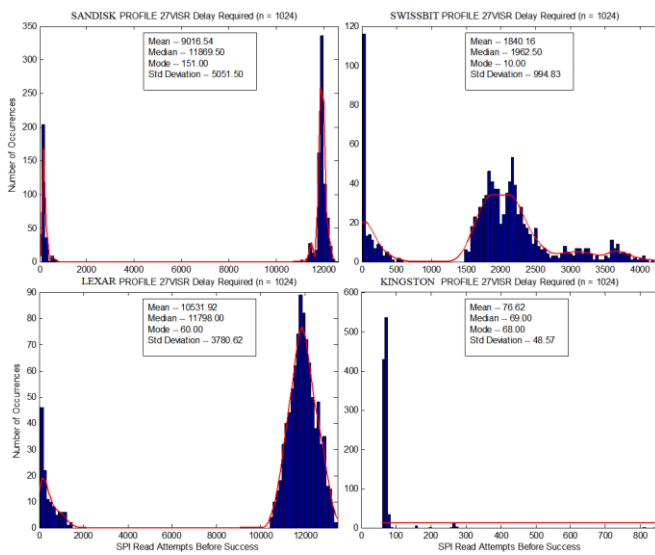 SANDISK PROFILE 27VISR Delay Required (n = 1024)
Mean -- 9016.54
Median -- 11869.50
Mode -- 151.00
Std Deviation -- 5051.50
Number of Occurrences
350
300
250
200
150
100
50
0
0 2000 4000 6000 8000 10000 12000
SWISSBIT PROFILE 27VISR Delay Required (n = 1024)
Mean -- 1840.16
Median -- 1962.50
Mode -- 10.00
Std Deviation -- 994.83
120
100
80
60
40
20
0
0 500 1000 1500 2000 2500 3000 3500 4000
LEXAR PROFILE 27VISR Delay Required (n = 1024)
Mean -- 10531.92
Median -- 11798.00
Mode -- 60.00
Std Deviation -- 3780.62
Number of Occurrences
90
80
70
60
50
40
30
20
10
0
0 2000 4000 6000 8000 10000 12000
SPI Read Attempts Before Success
KINGSTON PROFILE 27VISR Delay Required (n = 1024)
Mean -- 76.62
Median -- 69.00
Mode -- 68.00
Std Deviation -- 48.57
600
500
400
300
200
100
0
0 100 200 300 400 500 600 700 800
SPI Read Attempts Before Success